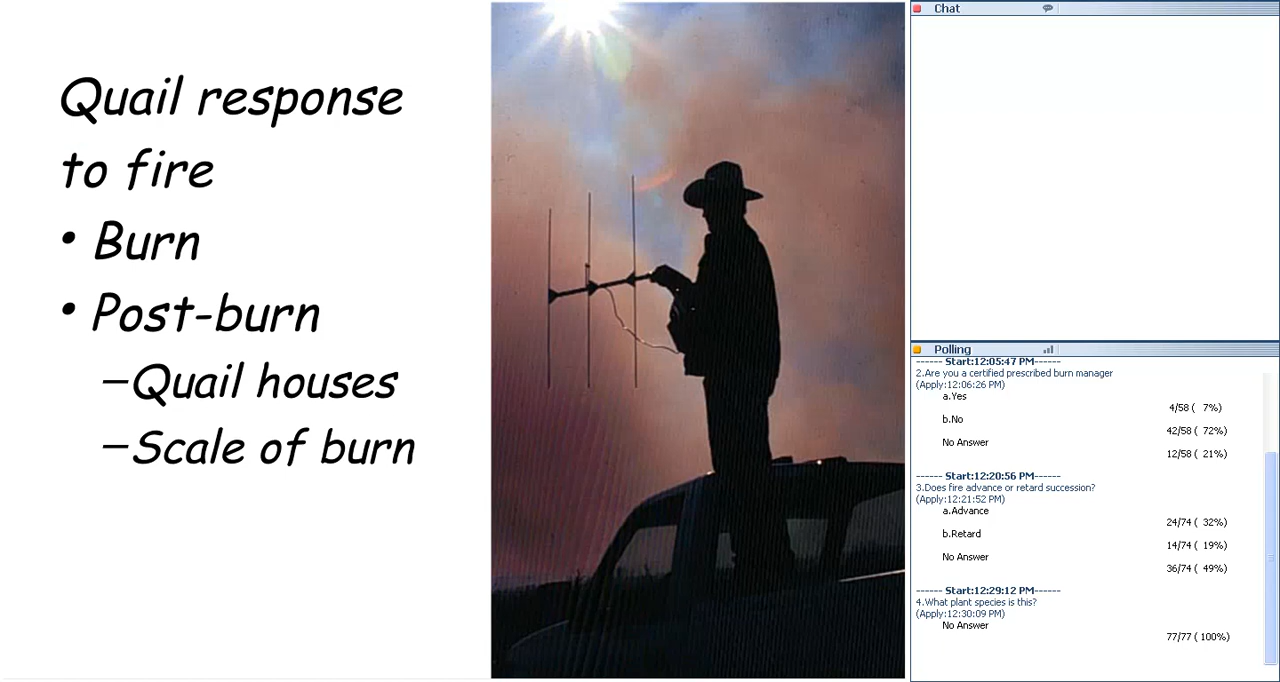 Quail response
to fire
• Burn
• Post-burn
–Quail houses
–Scale of burn
Chat
Polling
------ Start:12:05:47 PM------
2.Are you a certified prescribed burn manager
(Apply:12:06:26 PM)
a.Yes
4/58 ( 7%)
b.No
42/58 ( 72%)
No Answer
12/58 ( 21%)
------ Start:12:20:56 PM------
3.Does fire advance or retard succession?
(Apply:12:21:52 PM)
a.Advance
24/74 ( 32%)
b.Retard
14/74 ( 19%)
No Answer
36/74 ( 49%)
------ Start:12:29:12 PM------
4.What plant species is this?
(Apply:12:30:09 PM)
No Answer
77/77 ( 100%)